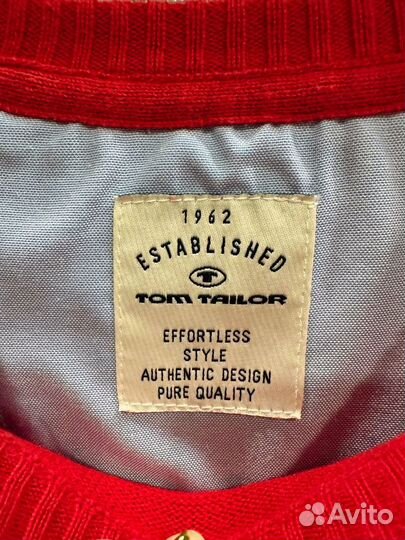 1962
ESTABLISHED
TOM TAILOR
EFFORTLESS
STYLE
AUTHENTIC DESIGN
PURE QUALITY
Avito